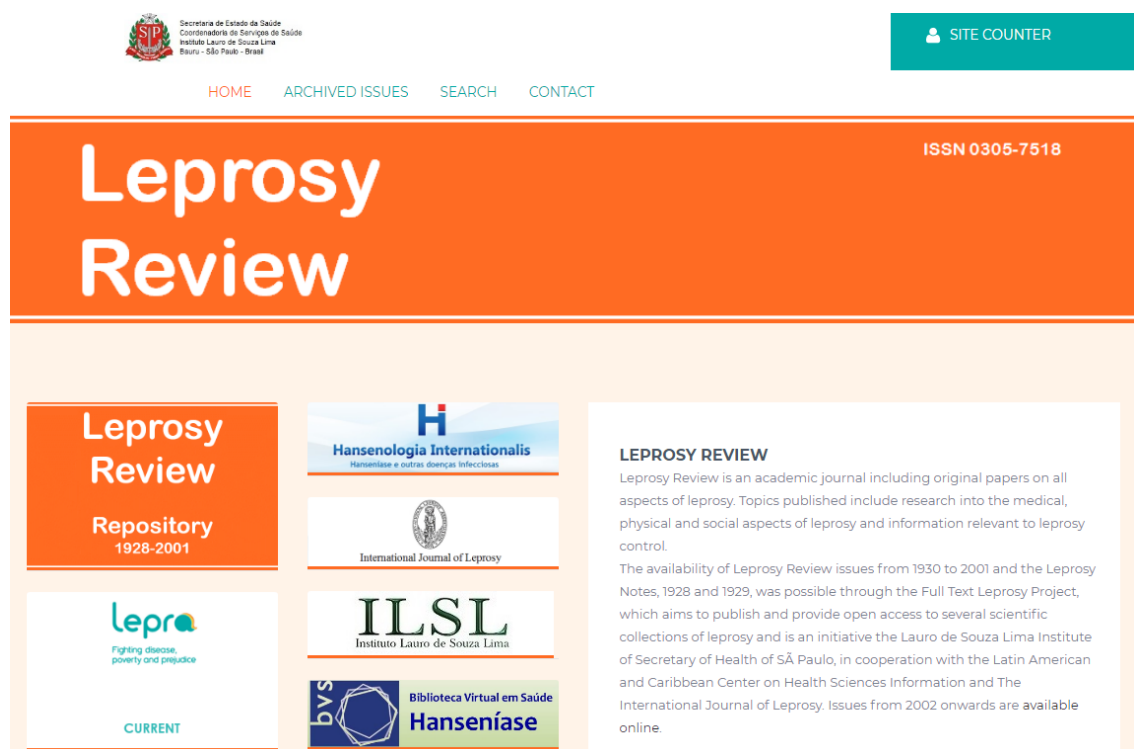 Secretaria de Estado da Saúde
Coordenadoria de Serviços de Saúde
Instituto Lauro de Souza Lima
Bauru - São Paulo - Brasil
SITE COUNTER
HOME ARCHIVED ISSUES SEARCH CONTACT
Leprosy
Review
ISSN 0305-7518
Leprosy
Review
Repository
1928-2001
lepra
Fighting disease,
poverty and prejudice
CURRENT
Hansenologia Internationalis
Hanseníase e outras doenças infecciosas
International Journal of Leprosy
ILSL
Instituto Lauro de Souza Lima
bvs
Biblioteca Virtual em Saúde
Hanseníase
LEPROSY REVIEW
Leprosy Review is an academic journal including original papers on all
aspects of leprosy. Topics published include research into the medical,
physical and social aspects of leprosy and information relevant to leprosy
control.
The availability of Leprosy Review issues from 1930 to 2001 and the Leprosy
Notes, 1928 and 1929, was possible through the Full Text Leprosy Project,
which aims to publish and provide open access to several scientific
collections of leprosy and is an initiative the Lauro de Souza Lima Institute
of Secretary of Health of SÃ Paulo, in cooperation with the Latin American
and Caribbean Center on Health Sciences Information and The
International Journal of Leprosy. Issues from 2002 onwards are available
online.